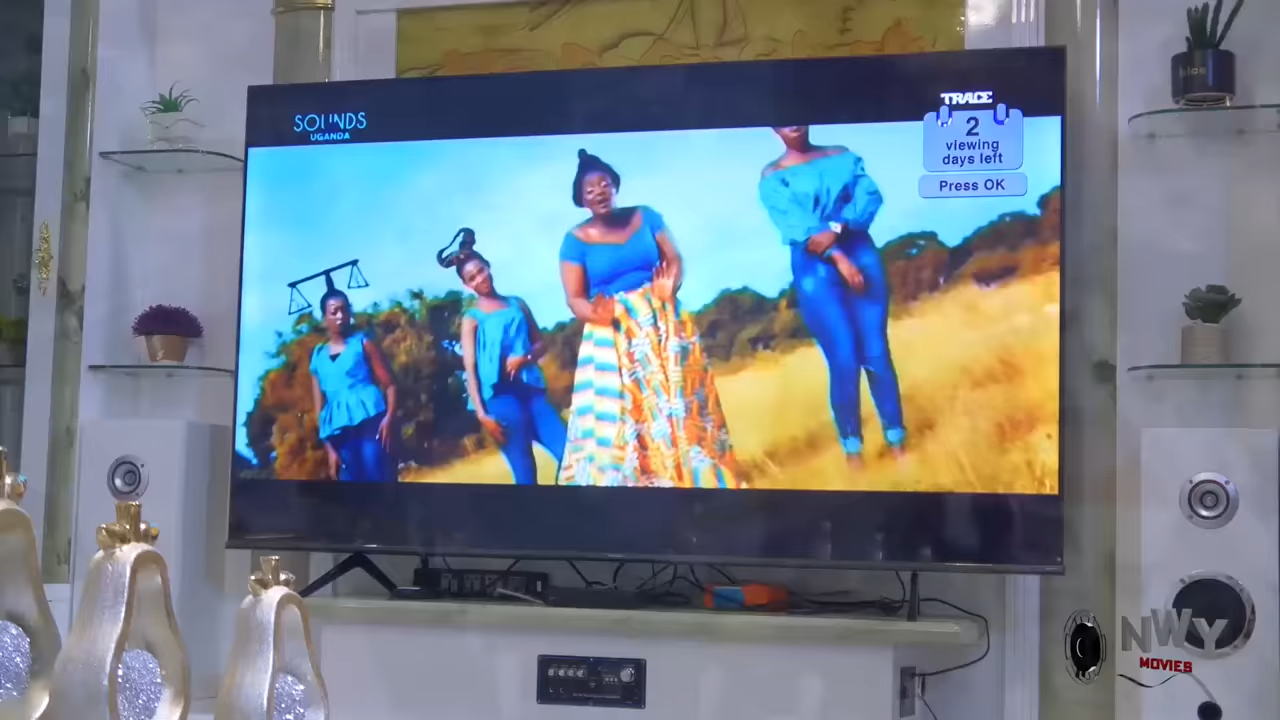 SOUNDS
UGANDA
TRACE
2
viewing
days left
Press OK
NWY
MOVIES